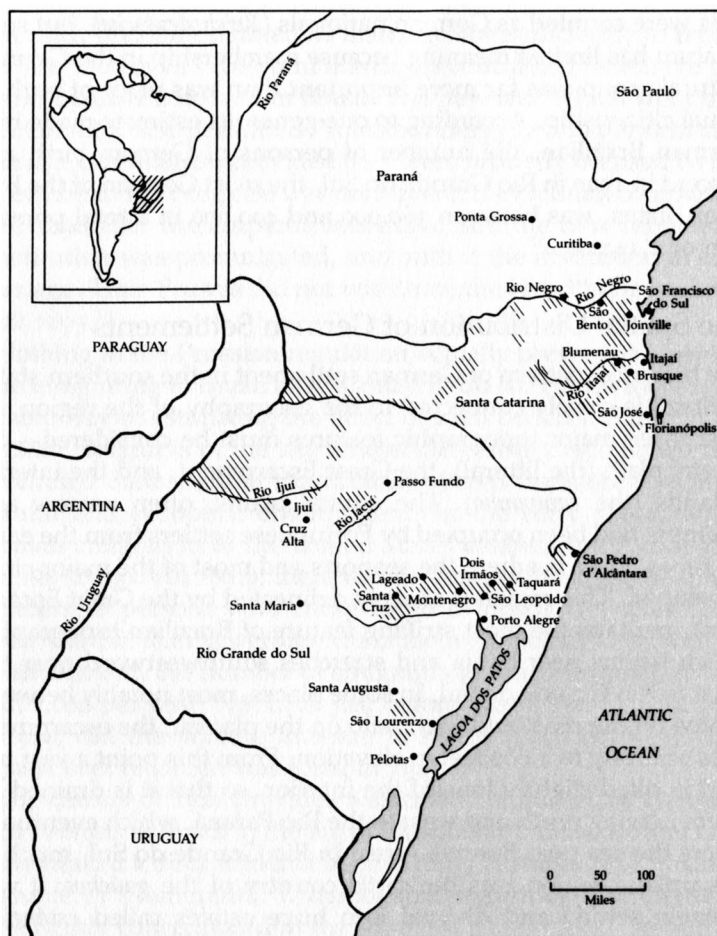 São Paulo
Rio Paraná
Paraná
Ponta Grossa
Curitiba
Rio Negro
Rio Negro
São Francisco
do Sul
São
Bento
Joinville
PARAGUAY
Blumenau
Itajaí
Rio Itajaí
Brusque
Santa Catarina
São José
Florianópolis
Passo Fundo
Rio Ijuí
ARGENTINA
Ijuí
Rio Jacuí
Cruz
Alta
São Pedro
d'Alcântara
Dois
Irmãos
Lageado
Taquará
Rio Uruguay
Santa
Cruz
Montenegro
São Leopoldo
Santa Maria
Porto Alegre
Rio Grande do Sul
LAGOA DOS PATOS
Santa Augusta
ATLANTIC
OCEAN
São Lourenzo
Pelotas
URUGUAY
0 50 100
Miles